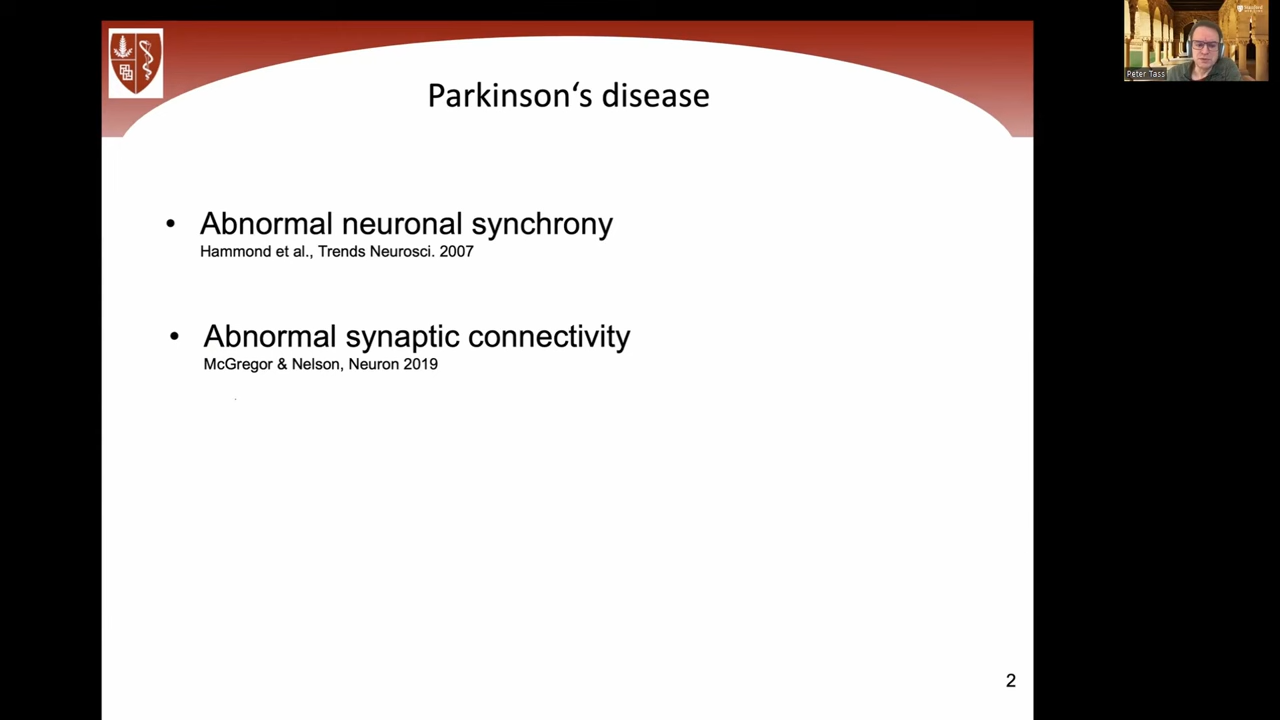 Parkinson‘s disease
• Abnormal neuronal synchrony
Hammond et al., Trends Neurosci. 2007
• Abnormal synaptic connectivity
McGregor & Nelson, Neuron 2019
2
Peter Tass